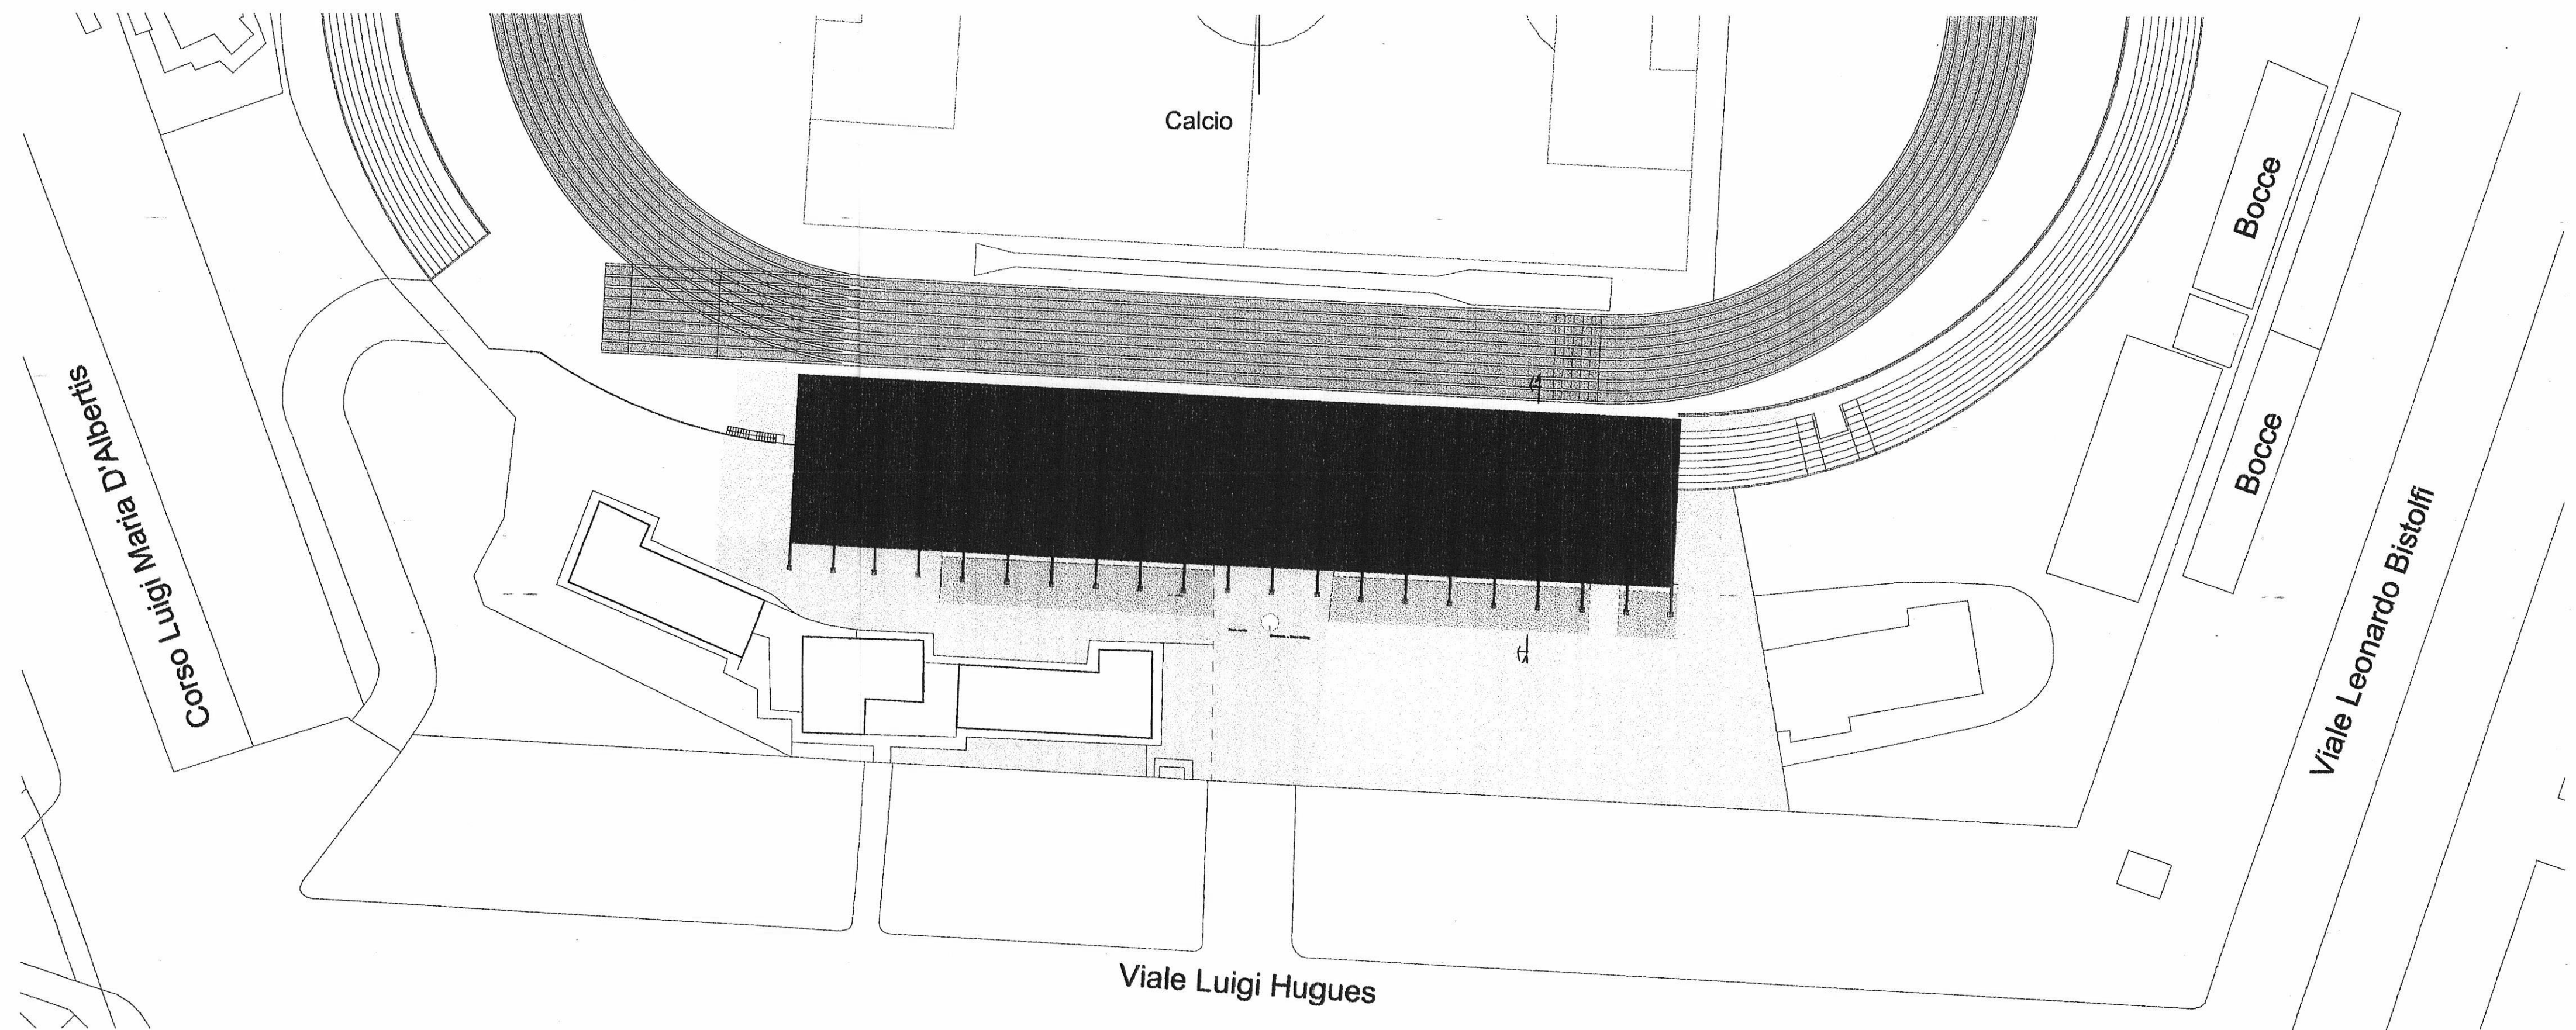 Calcio
Bocce
Bocce
Corso Luigi Maria D'Albertis
Viale Leonardo Bistolfi
Viale Luigi Hugues